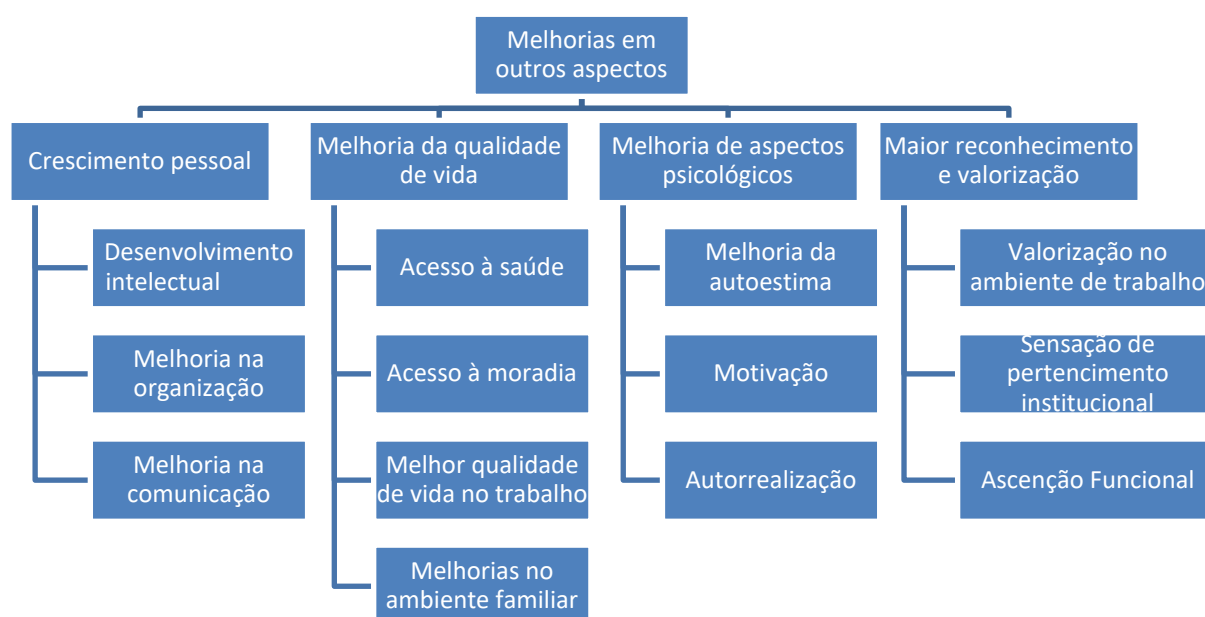 Melhorias em
outros aspectos
Crescimento pessoal
Melhoria da qualidade
de vida
Melhoria de aspectos
psicológicos
Maior reconhecimento
e valorização
Desenvolvimento
intelectual
Melhoria na
organização
Melhoria na
comunicação
Acesso à saúde
Acesso à moradia
Melhor qualidade
de vida no trabalho
Melhorias no
ambiente familiar
Melhoria da
autoestima
Motivação
Autorrealização
Valorização no
ambiente de trabalho
Sensação de
pertencimento
institucional
Ascenção Funcional